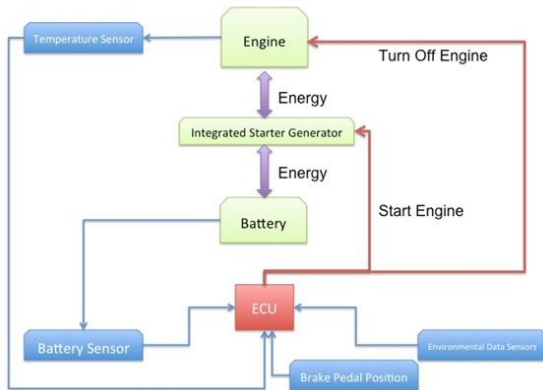 Temperature Sensor
Engine
Turn Off Engine
Energy
Integrated Starter Generator
Energy
Start Engine
Battery
ECU
Battery Sensor
Environmental Data Sensors
Brake Pedal Position